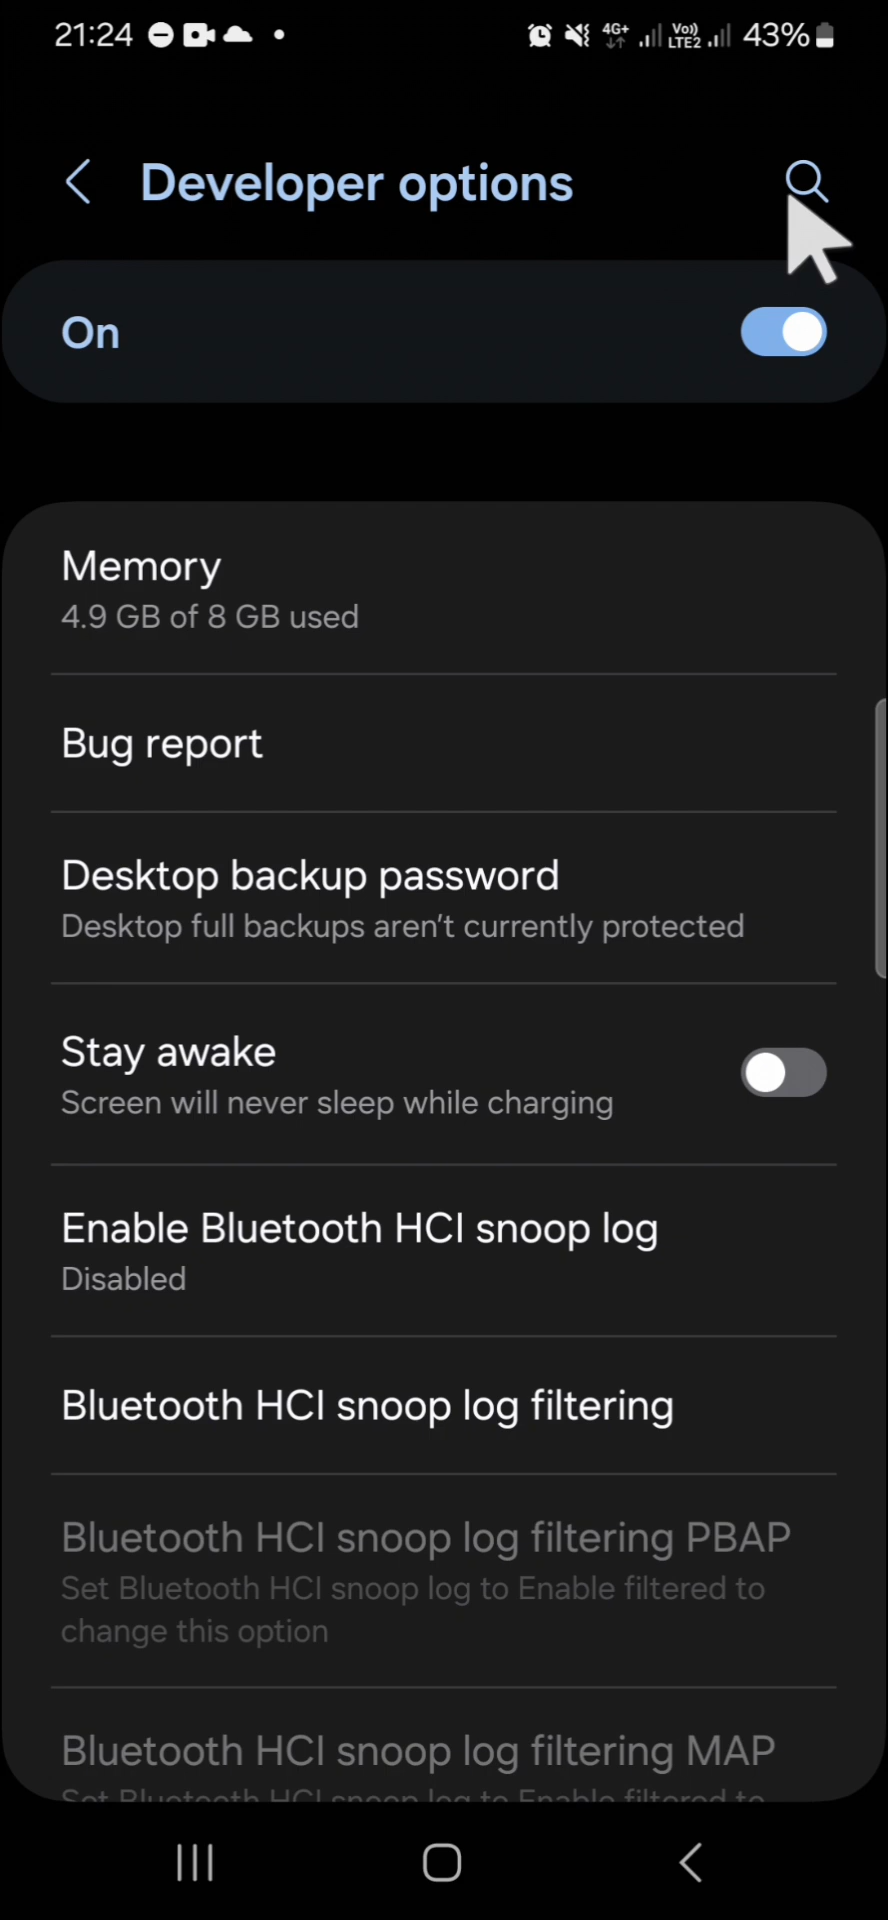 21:24 4G+ Vo)) LTE2 43%
Developer options
On
Memory
4.9 GB of 8 GB used
Bug report
Desktop backup password
Desktop full backups aren't currently protected
Stay awake
Screen will never sleep while charging
Enable Bluetooth HCI snoop log
Disabled
Bluetooth HCI snoop log filtering
Bluetooth HCI snoop log filtering PBAP
Set Bluetooth HCI snoop log to Enable filtered to
change this option
Bluetooth HCI snoop log filtering MAP
Set Bluetooth HCI snoop log to Enable filtered to